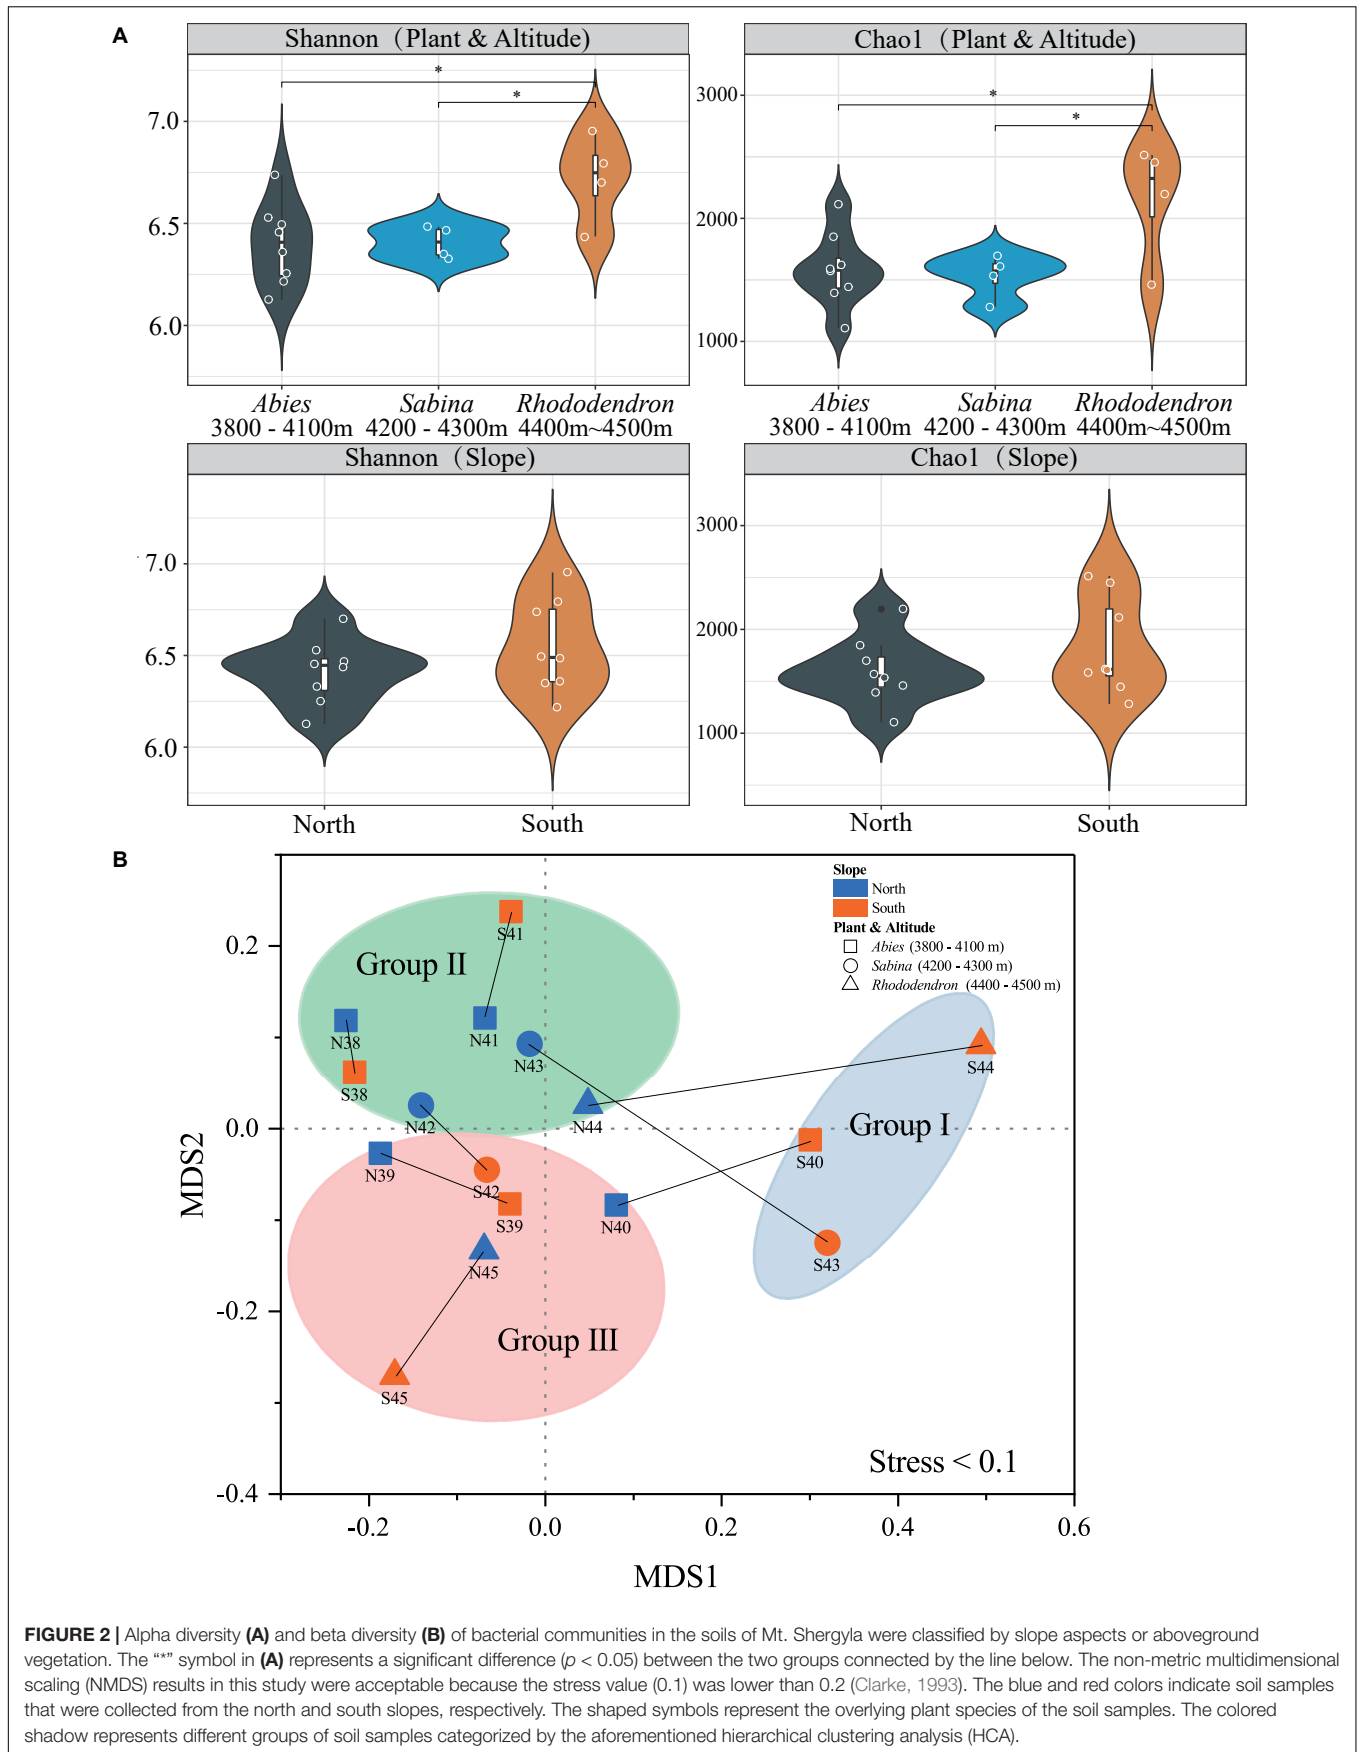 A
Shannon（Plant & Altitude)
7.0
6.5
6.0
*
*
Abies
3800 - 4100m
Sabina
4200 - 4300m
Rhododendron
4400m~4500m
Chao1（Plant & Altitude)
3000
2000
1000
*
*
Abies
3800 - 4100m
Sabina
4200 - 4300m
Rhododendron
4400m~4500m
Shannon（Slope)
7.0
6.5
6.0
North
South
Chao1（Slope)
3000
2000
1000
North
South
B
Slope
North
South
Plant & Altitude
Abies (3800 - 4100 m)
Sabina (4200 - 4300 m)
Rhododendron (4400 - 4500 m)
S41
Group II
N41
N38
N43
S38
N42
N44
S44
Group I
S40
N39
S42
S39
N40
S43
N45
Group III
S45
Stress < 0.1
MDS2
0.2
0.0
-0.2
-0.4
-0.2
0.0
0.2
0.4
0.6
MDS1
FIGURE 2 | Alpha diversity (A) and beta diversity (B) of bacterial communities in the soils of Mt. Shergyla were classified by slope aspects or aboveground
vegetation. The “*” symbol in (A) represents a significant difference (p < 0.05) between the two groups connected by the line below. The non-metric multidimensional
scaling (NMDS) results in this study were acceptable because the stress value (0.1) was lower than 0.2 (Clarke, 1993). The blue and red colors indicate soil samples
that were collected from the north and south slopes, respectively. The shaped symbols represent the overlying plant species of the soil samples. The colored
shadow represents different groups of soil samples categorized by the aforementioned hierarchical clustering analysis (HCA).